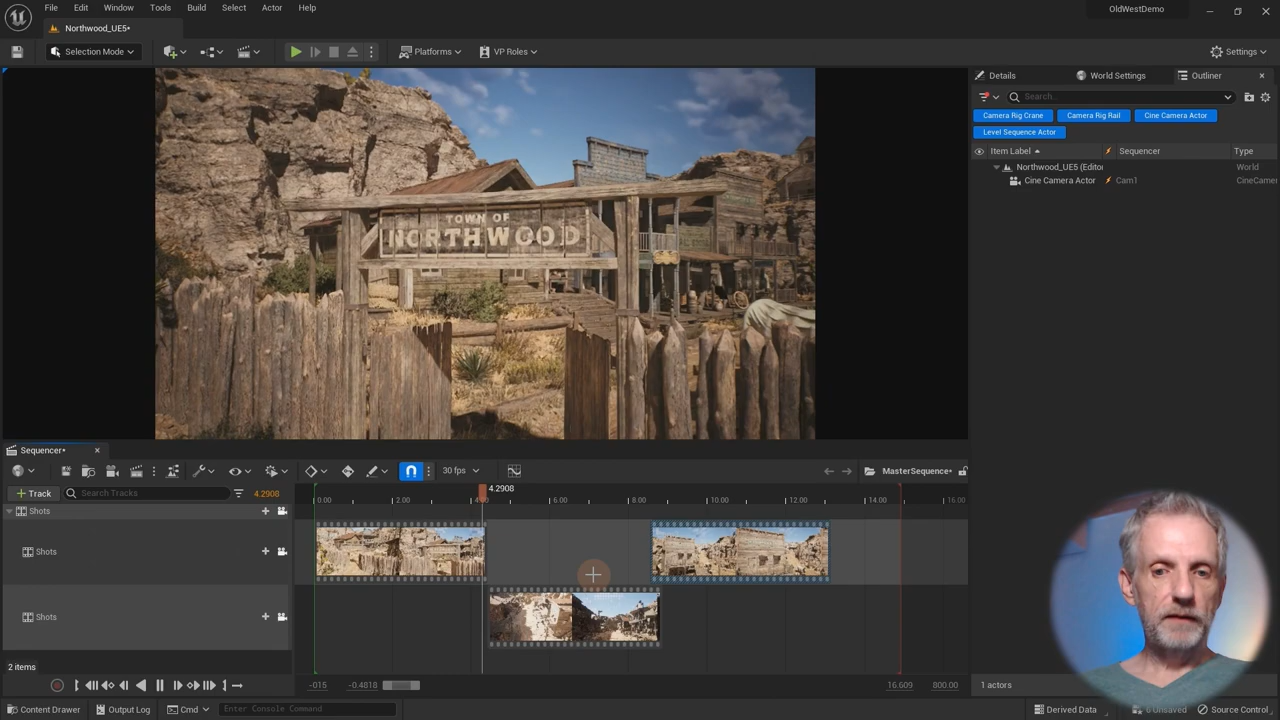 File Edit Window Tools Build Select Actor Help
OldWestDemo
Northwood_UE5*
Selection Mode
Platforms
VP Roles
Settings
TOWN OF
NORTHWOOD
Details
World Settings
Outliner
Search...
Camera Rig Crane
Camera Rig Rail
Cine Camera Actor
Level Sequence Actor
Item Label
Sequencer
Type
Northwood_UE5 (Editor
World
Cine Camera Actor
Cam1
CineCamer
Sequencer*
30 fps
MasterSequence*
Track
Search Tracks
4.2908
4.2908
0.00 2.00 6.00 8.00 10.00 12.00 14.00 16.00
Shots
Shots
Shots
2 items
-015
-0.4818
16.609
800.00
1 actors
Content Drawer
Output Log
Cmd
Enter Console Command
Derived Data
Unsaved
Source Control